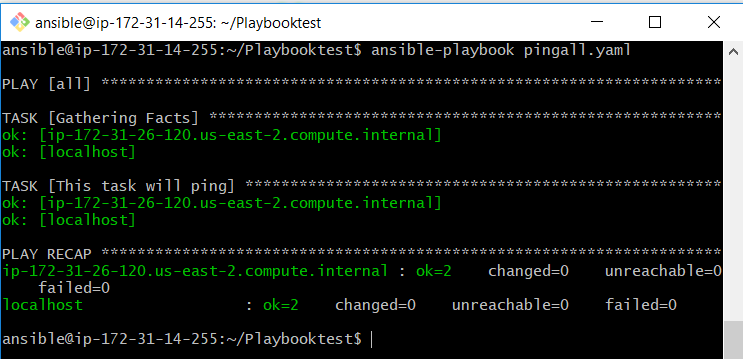 ansible@ip-172-31-14-255: ~/Playbooktest
ansible@ip-172-31-14-255:~/Playbooktest$ ansible-playbook pingall.yaml
PLAY [all] *********************************************************************
TASK [Gathering Facts] *********************************************************
ok: [ip-172-31-26-120.us-east-2.compute.internal]
ok: [localhost]
TASK [This task will ping] *****************************************************
ok: [ip-172-31-26-120.us-east-2.compute.internal]
ok: [localhost]
PLAY RECAP *********************************************************************
ip-172-31-26-120.us-east-2.compute.internal : ok=2    changed=0    unreachable=0
    failed=0
localhost                  : ok=2    changed=0    unreachable=0    failed=0
ansible@ip-172-31-14-255:~/Playbooktest$